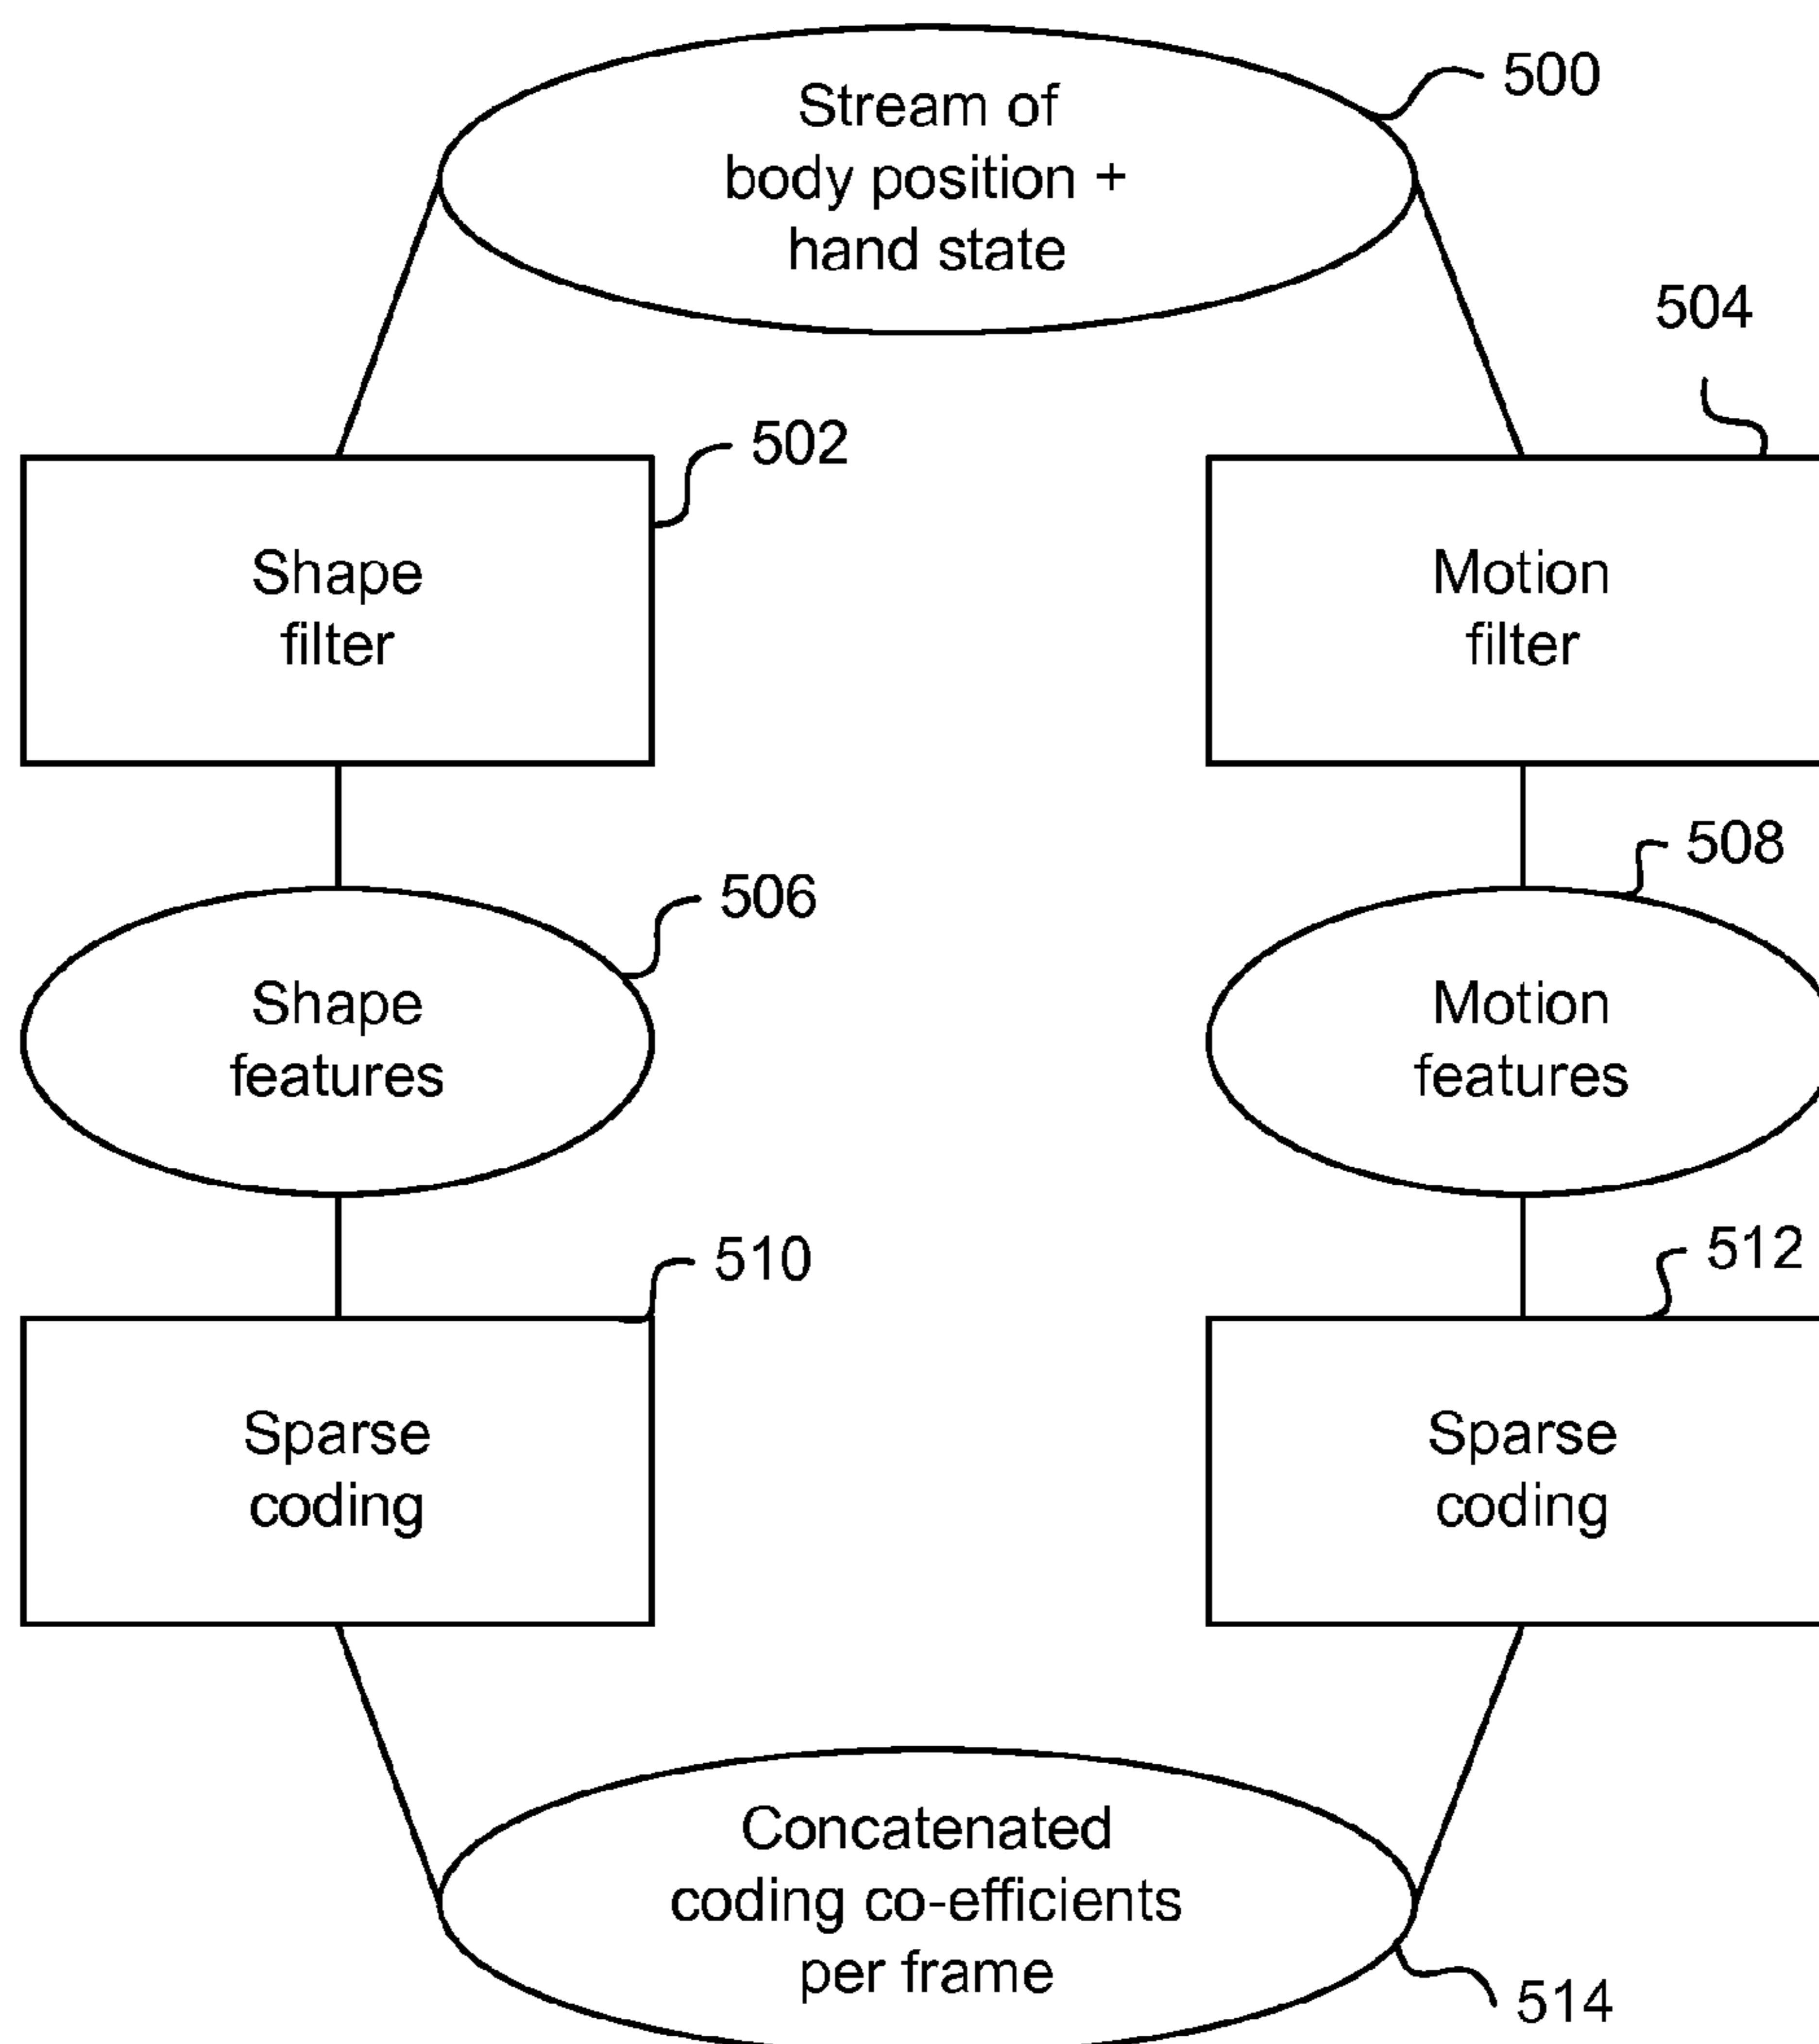 Stream of
body position +
hand state
500
504
502
Shape
filter
Motion
filter
508
506
Shape
features
Motion
features
510
512
Sparse
coding
Sparse
coding
Concatenated
coding co-efficients
per frame
514